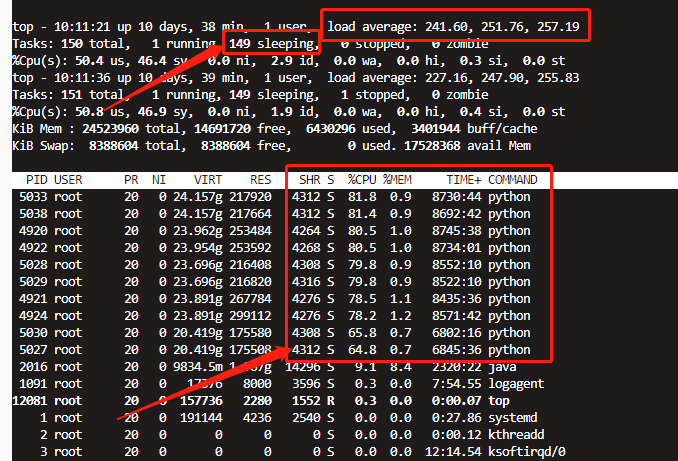 top - 10:11:21 up 10 days, 38 min, 1 user, load average: 241.60, 251.76, 257.19
Tasks: 150 total, 1 running, 149 sleeping, 0 stopped, 0 zombie
%Cpu(s): 50.4 us, 46.4 sy, 0.0 ni, 2.9 id, 0.0 wa, 0.0 hi, 0.3 si, 0.0 st
top - 10:11:36 up 10 days, 39 min, 1 user, load average: 227.16, 247.90, 255.83
Tasks: 151 total, 1 running, 149 sleeping, 1 stopped, 0 zombie
%Cpu(s): 50.8 us, 46.9 sy, 0.0 ni, 1.9 id, 0.0 wa, 0.0 hi, 0.4 si, 0.0 st
KiB Mem : 24523960 total, 14691720 free, 6430296 used, 3401944 buff/cache
KiB Swap: 8388604 total, 8388604 free, 0 used. 17528368 avail Mem
PID USER PR NI VIRT RES SHR S %CPU %MEM TIME+ COMMAND
5033 root 20 0 24.157g 217920 4312 S 81.8 0.9 8730:44 python
5038 root 20 0 24.157g 217664 4312 S 81.4 0.9 8692:42 python
4920 root 20 0 23.962g 253484 4264 S 80.5 1.0 8745:38 python
4922 root 20 0 23.954g 253592 4268 S 80.5 1.0 8734:01 python
5028 root 20 0 23.696g 216408 4308 S 79.8 0.9 8552:10 python
5029 root 20 0 23.696g 216820 4316 S 79.8 0.9 8522:10 python
4921 root 20 0 23.891g 267784 4276 S 78.5 1.1 8435:36 python
4924 root 20 0 23.891g 299112 4276 S 78.2 1.2 8571:42 python
5030 root 20 0 20.419g 175580 4308 S 65.8 0.7 6802:16 python
5027 root 20 0 20.419g 175508 4312 S 64.8 0.7 6845:36 python
2016 root 20 0 9834.5m 14296 S 9.1 8.4 2320:22 java
1091 root 20 0 8000 3596 S 0.3 0.0 7:54.55 logagent
12081 root 20 0 157736 2280 1552 R 0.3 0.0 0:00.07 top
1 root 20 0 191144 4236 2540 S 0.0 0.0 0:27.86 systemd
2 root 20 0 0 0 0 S 0.0 0.0 0:00.12 kthreadd
3 root 20 0 0 0 0 S 0.0 0.0 12:14.54 ksoftirqd/0